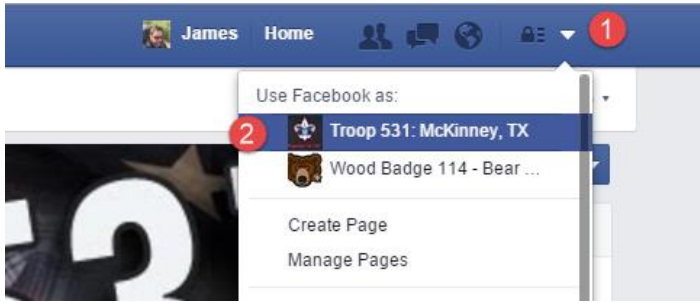 James Home 1
Use Facebook as:
2 Troop 531: McKinney, TX
Wood Badge 114 - Bear ...
Create Page
Manage Pages
53